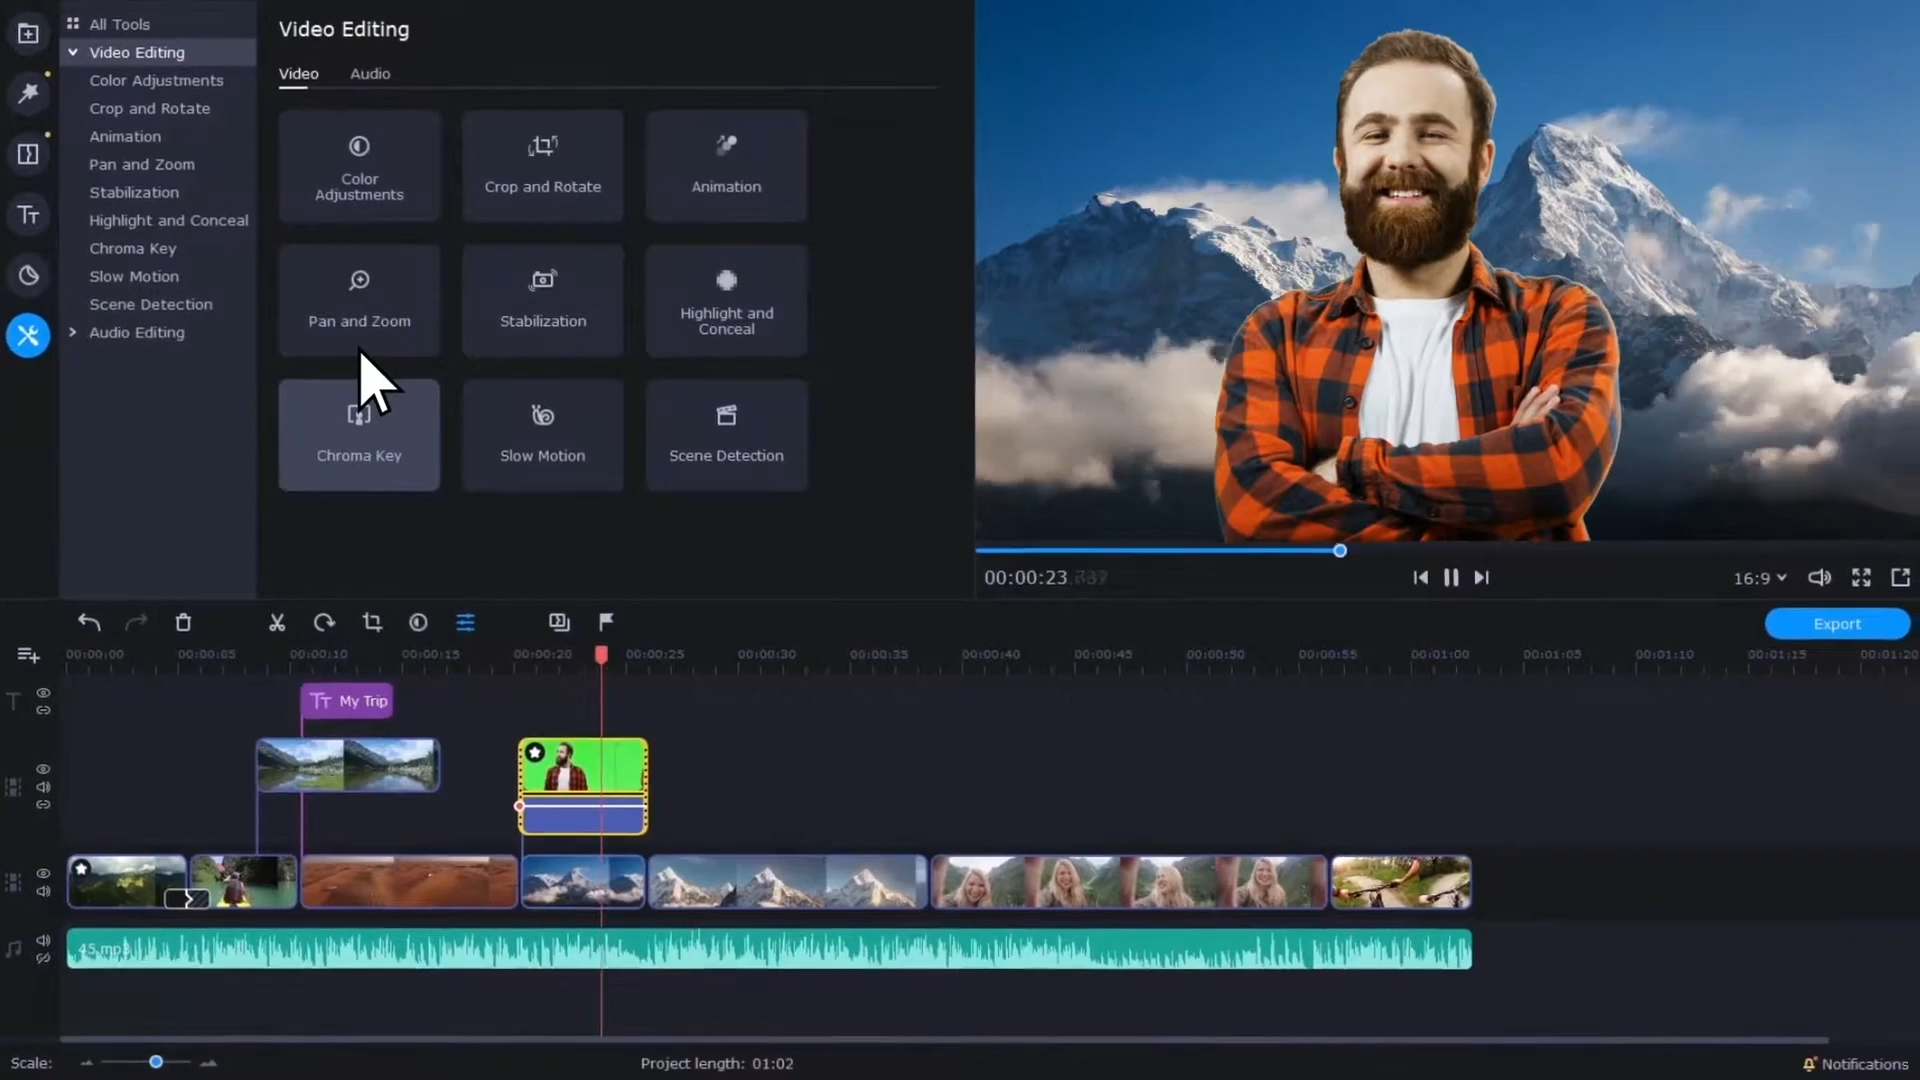 All Tools
Video Editing
Color Adjustments
Crop and Rotate
Animation
Pan and Zoom
Stabilization
Highlight and Conceal
Chroma Key
Slow Motion
Scene Detection
Audio Editing
Video Editing
Video Audio
Color
Adjustments
Crop and Rotate
Animation
Pan and Zoom
Stabilization
Highlight and
Conceal
Chroma Key
Slow Motion
Scene Detection
00:00:23
16:9
Export
00:00:00 00:00:05 00:00:10 00:00:15 00:00:20 00:00:25 00:00:30 00:00:35 00:00:40 00:00:45 00:00:50 00:00:55 00:01:00 00:01:05 00:01:10 00:01:15 00:01:20
My Trip
45.mp3
Scale:
Project length: 01:02
Notifications